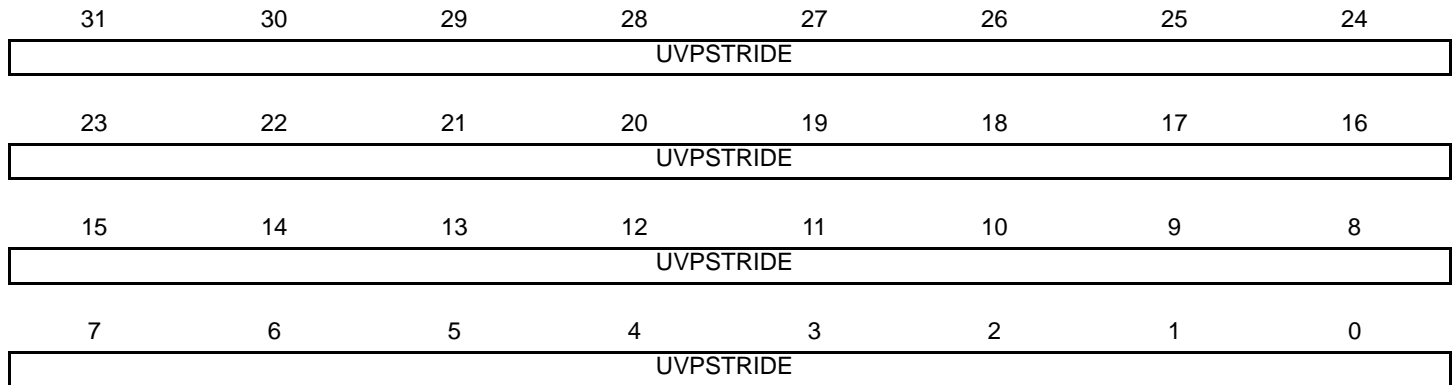 31 30 29 28 27 26 25 24
UVPSTRIDE
23 22 21 20 19 18 17 16
UVPSTRIDE
15 14 13 12 11 10 9 8
UVPSTRIDE
7 6 5 4 3 2 1 0
UVPSTRIDE